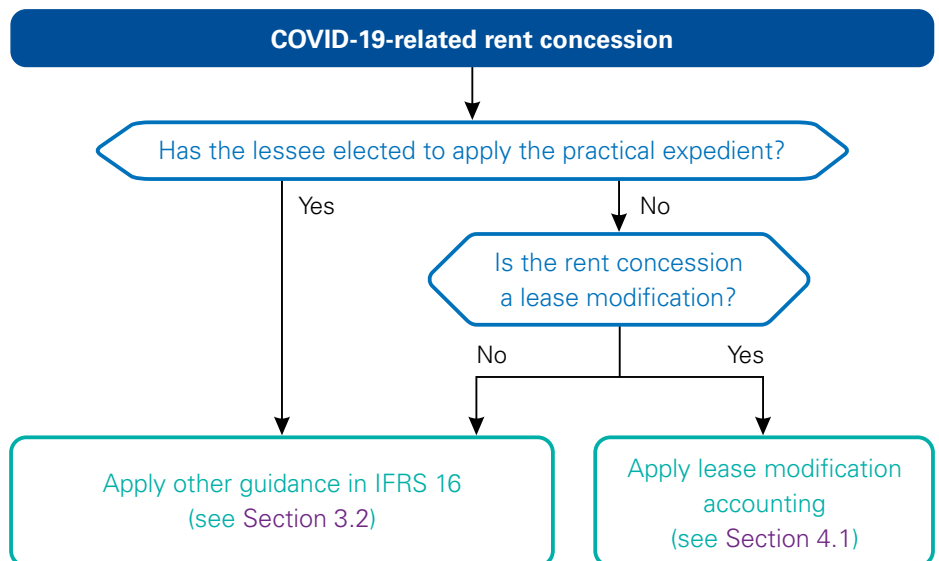 COVID-19-related rent concession
Has the lessee elected to apply the practical expedient?
Yes
No
Is the rent concession
a lease modification?
No
Yes
Apply other guidance in IFRS 16
(see Section 3.2)
Apply lease modification
accounting
(see Section 4.1)